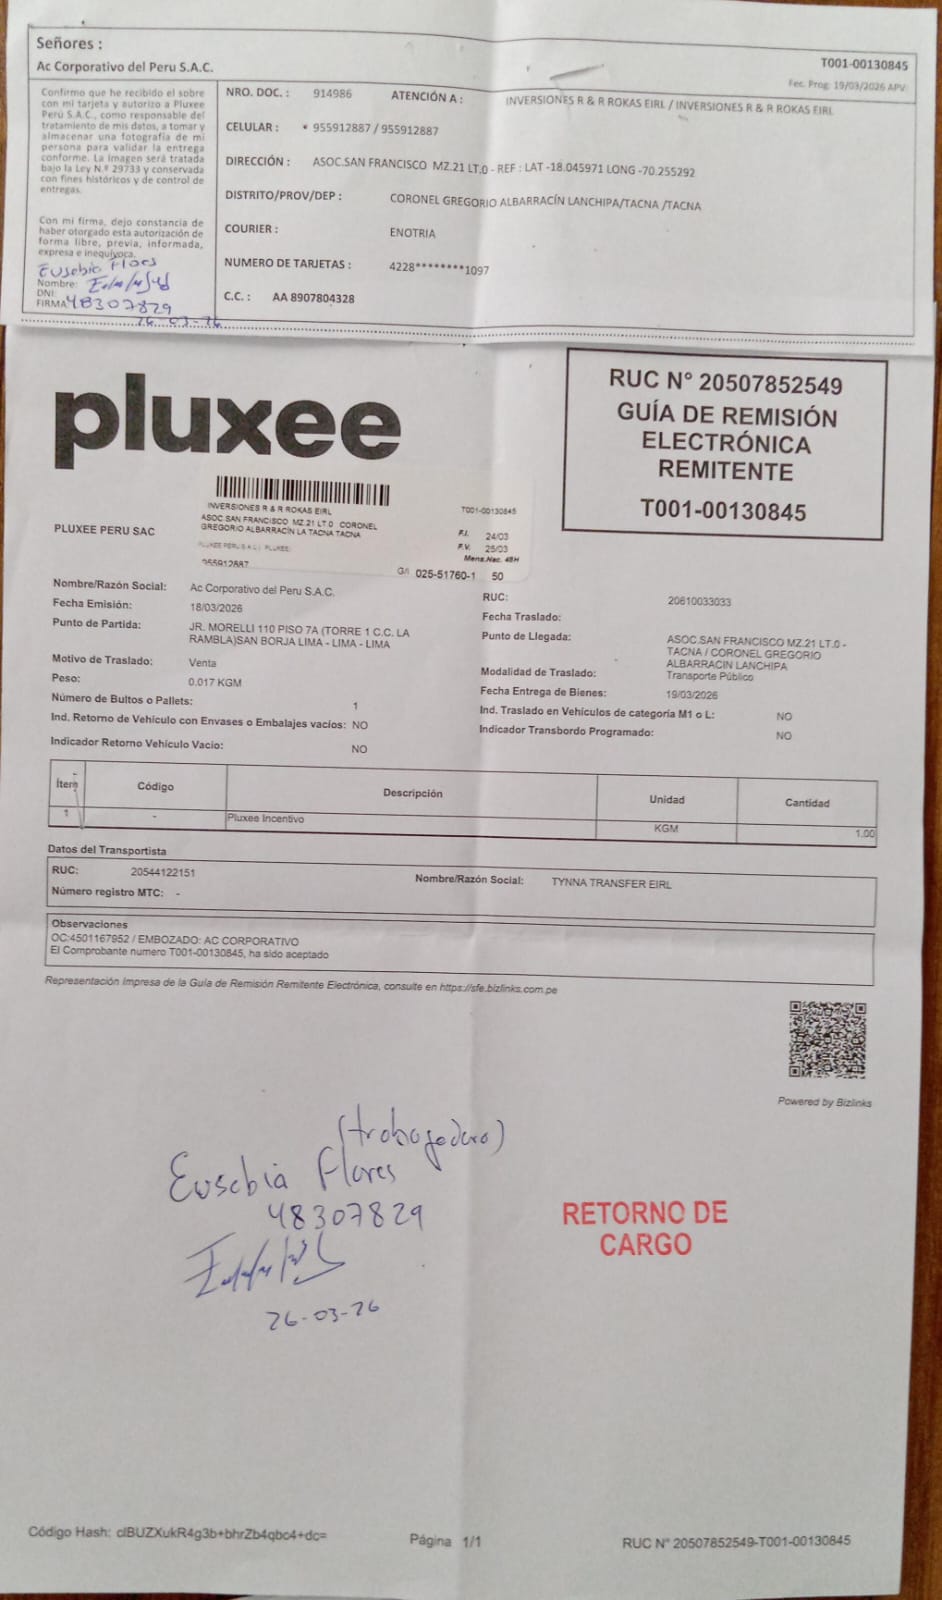 Señores :
Ac Corporativo del Peru S.A.C.
T001-00130845
Fec. Prog: 19/03/2026 APV:
Confirmo que he recibido el sobre
con mi tarjeta y autorizo a Pluxee
Perú S.A.C., como responsable del
tratamiento de mis datos, a tomar y
almacenar una fotografía de mi
persona para validar la entrega
conforme. La imagen será tratada
bajo la Ley N.º 29733 y conservada
con fines históricos y de control de
entregas.
Con mi firma, dejo constancia de
haber otorgado esta autorización de
forma libre, previa, informada,
expresa e inequívoca.
Eusebia Flores
Nombre:
DNI:
FIRMA: 48307829
26-03-26
NRO. DOC. : 914986 ATENCIÓN A : INVERSIONES R & R ROKAS EIRL / INVERSIONES R & R ROKAS EIRL
CELULAR : * 955912887 / 955912887
DIRECCIÓN : ASOC.SAN FRANCISCO MZ.21 LT.0 - REF : LAT -18.045971 LONG -70.255292
DISTRITO/PROV/DEP : CORONEL GREGORIO ALBARRACÍN LANCHIPA/TACNA /TACNA
COURIER : ENOTRIA
NUMERO DE TARJETAS : 4228********1097
C.C. : AA 8907804328
pluxee
RUC N° 20507852549
GUÍA DE REMISIÓN
ELECTRÓNICA
REMITENTE
T001-00130845
PLUXEE PERU SAC
INVERSIONES R & R ROKAS EIRL T001-00130845
ASOC.SAN FRANCISCO MZ.21 LT.0 CORONEL
GREGORIO ALBARRACÍN LA TACNA TACNA
F.I. 24/03
F.V. 25/03
PLUXEE PERU S.A.C ( PLUXEE)
Mens.Nac. 48H
955912887
G/I 025-51760-1 50
Nombre/Razón Social: Ac Corporativo del Peru S.A.C.
RUC: 20610033033
Fecha Emisión: 18/03/2026
Fecha Traslado:
Punto de Partida: JR. MORELLI 110 PISO 7A (TORRE 1 C.C. LA
RAMBLA)SAN BORJA LIMA - LIMA - LIMA
Punto de Llegada: ASOC.SAN FRANCISCO MZ.21 LT.0 -
TACNA / CORONEL GREGORIO
ALBARRACIN LANCHIPA
Motivo de Traslado: Venta
Modalidad de Traslado: Transporte Público
Peso: 0.017 KGM
Fecha Entrega de Bienes: 19/03/2026
Número de Bultos o Pallets: 1
Ind. Traslado en Vehículos de categoría M1 o L: NO
Ind. Retorno de Vehículo con Envases o Embalajes vacíos: NO
Indicador Transbordo Programado: NO
Indicador Retorno Vehículo Vacio: NO
Ítem Código Descripción Unidad Cantidad
1 - Pluxee Incentivo KGM 1.00
Datos del Transportista
RUC: 20544122151 Nombre/Razón Social: TYNNA TRANSFER EIRL
Número registro MTC: -
Observaciones
OC:4501167952 / EMBOZADO: AC CORPORATIVO
El Comprobante numero T001-00130845, ha sido aceptado
Representación Impresa de la Guía de Remisión Remitente Electrónica, consulte en https://sfe.bizlinks.com.pe
Powered by Bizlinks
(trabajadora)
Eusebia Flores
48307829
26-03-26
RETORNO DE
CARGO
Código Hash: clBUZXukR4g3b+bhrZb4qbc4+dc=
Página 1/1
RUC N° 20507852549-T001-00130845